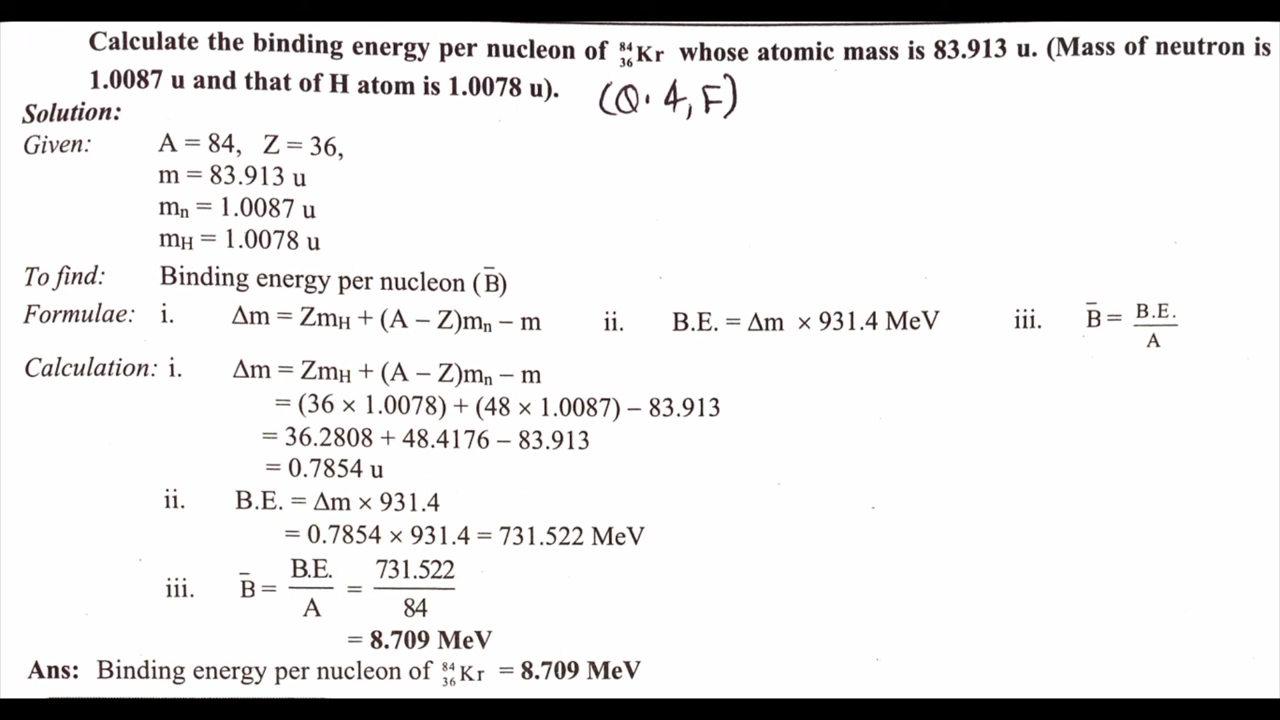 Calculate the binding energy per nucleon of ⁸⁴₃₆Kr whose atomic mass is 83.913 u. (Mass of neutron is
1.0087 u and that of H atom is 1.0078 u). (Q. 4, F)
Solution:
Given: A = 84, Z = 36,
m = 83.913 u
mₙ = 1.0087 u
m_H = 1.0078 u
To find: Binding energy per nucleon (B̄)
Formulae: i. Δm = Zm_H + (A – Z)mₙ – m ii. B.E. = Δm × 931.4 MeV iii. B̄ = B.E./A
Calculation: i. Δm = Zm_H + (A – Z)mₙ – m
= (36 × 1.0078) + (48 × 1.0087) – 83.913
= 36.2808 + 48.4176 – 83.913
= 0.7854 u
ii. B.E. = Δm × 931.4
= 0.7854 × 931.4 = 731.522 MeV
iii. B̄ = B.E./A = 731.522/84
= 8.709 MeV
Ans: Binding energy per nucleon of ⁸⁴₃₆Kr = 8.709 MeV